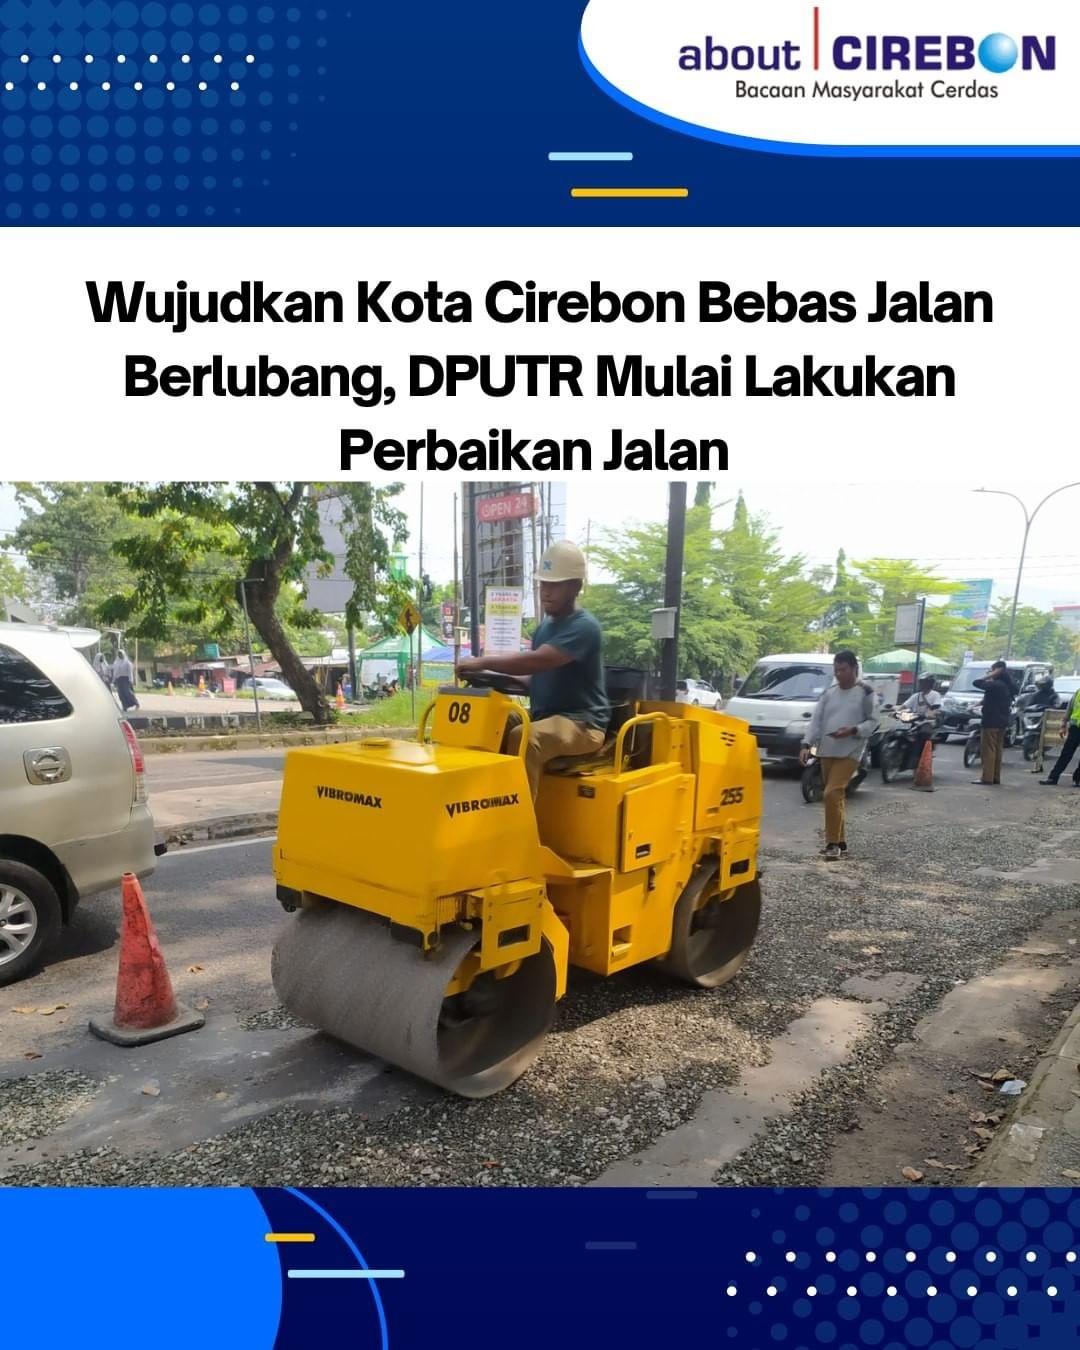 about CIREBON
Bacaan Masyarakat Cerdas
Wujudkan Kota Cirebon Bebas Jalan
Berlubang, DPUTR Mulai Lakukan
Perbaikan Jalan
OPEN 24
08
VIBROMAX
VIBROMAX
255